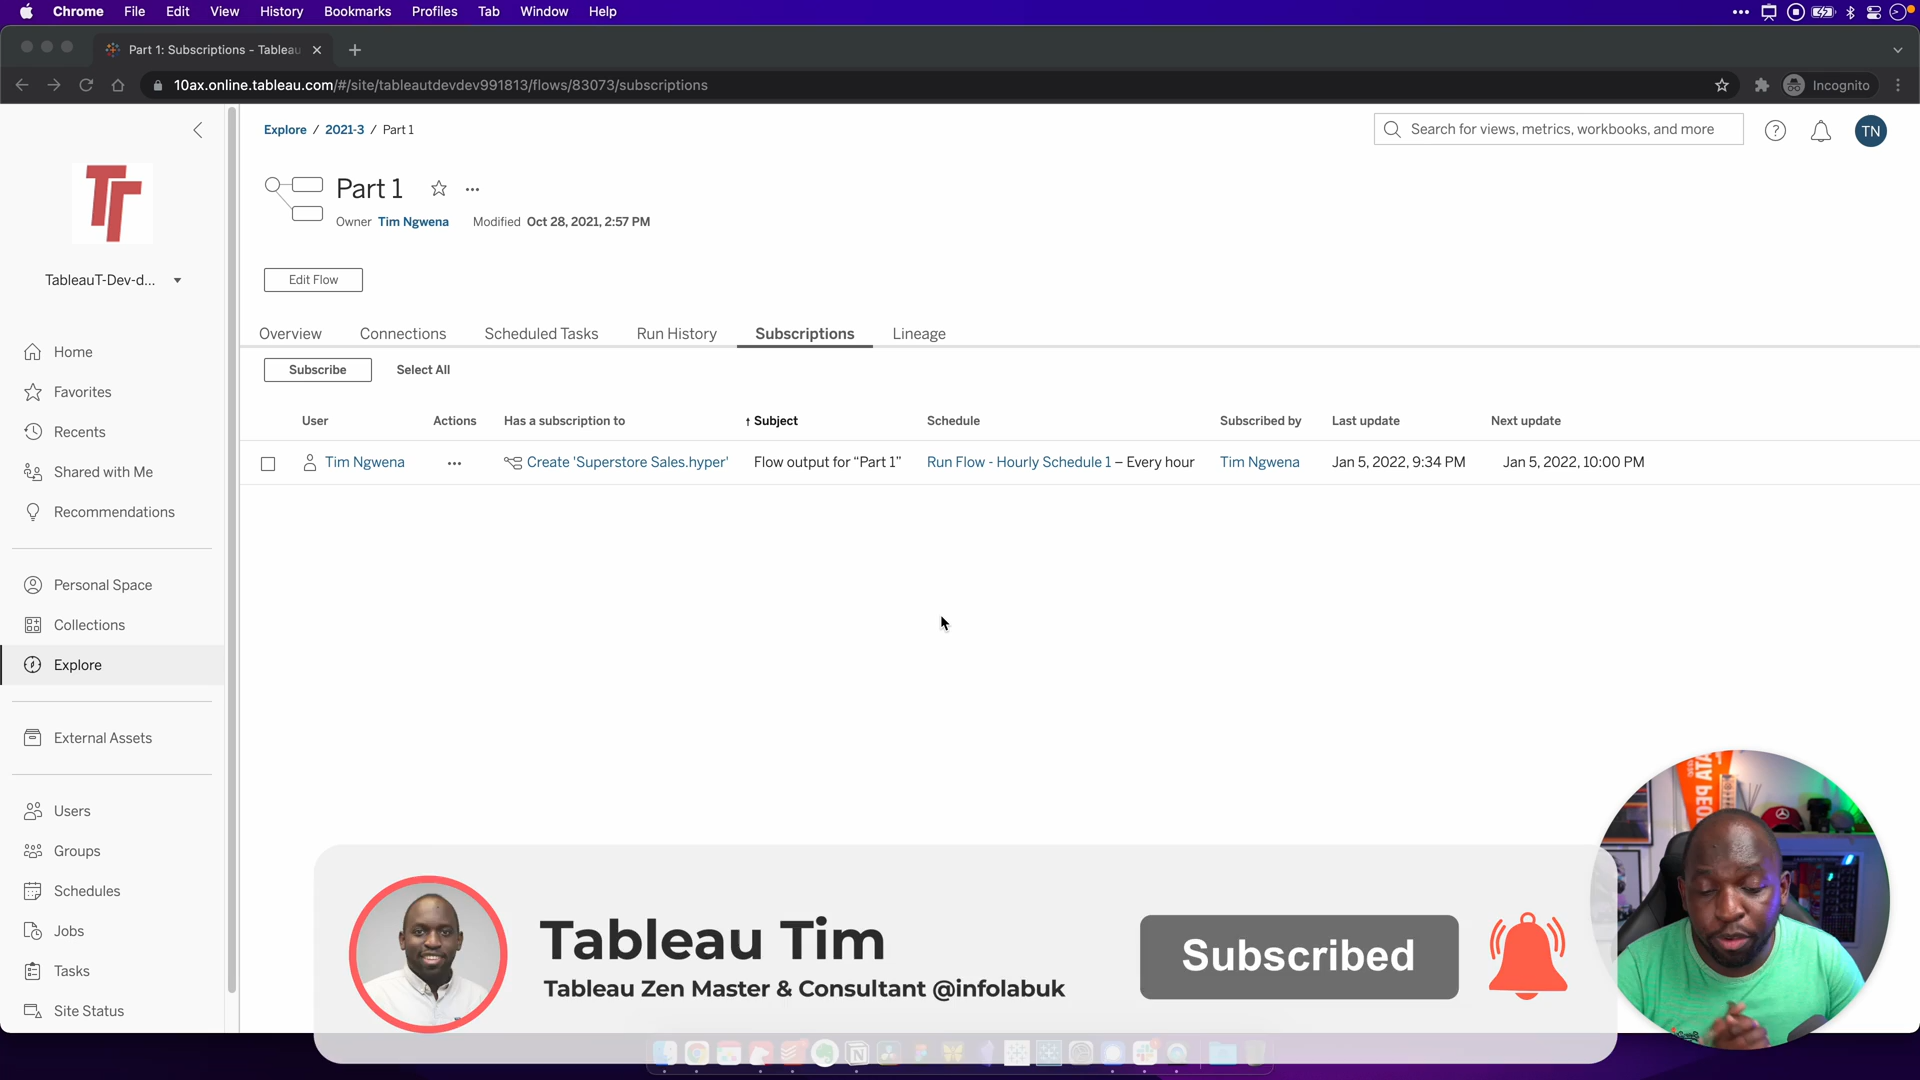 Chrome File Edit View History Bookmarks Profiles Tab Window Help
Part 1: Subscriptions - Tableau
10ax.online.tableau.com/#/site/tableautdevdev991813/flows/83073/subscriptions
Incognito
Explore / 2021-3 / Part 1
Search for views, metrics, workbooks, and more
TN
Part 1
Owner Tim Ngwena Modified Oct 28, 2021, 2:57 PM
Edit Flow
TableauT-Dev-d...
Overview Connections Scheduled Tasks Run History Subscriptions Lineage
Subscribe Select All
User Actions Has a subscription to ↑ Subject Schedule Subscribed by Last update Next update
Tim Ngwena Create 'Superstore Sales.hyper' Flow output for “Part 1” Run Flow - Hourly Schedule 1 – Every hour Tim Ngwena Jan 5, 2022, 9:34 PM Jan 5, 2022, 10:00 PM
Home
Favorites
Recents
Shared with Me
Recommendations
Personal Space
Collections
Explore
External Assets
Users
Groups
Schedules
Jobs
Tasks
Site Status
Tableau Tim
Tableau Zen Master & Consultant @infolabuk
Subscribed